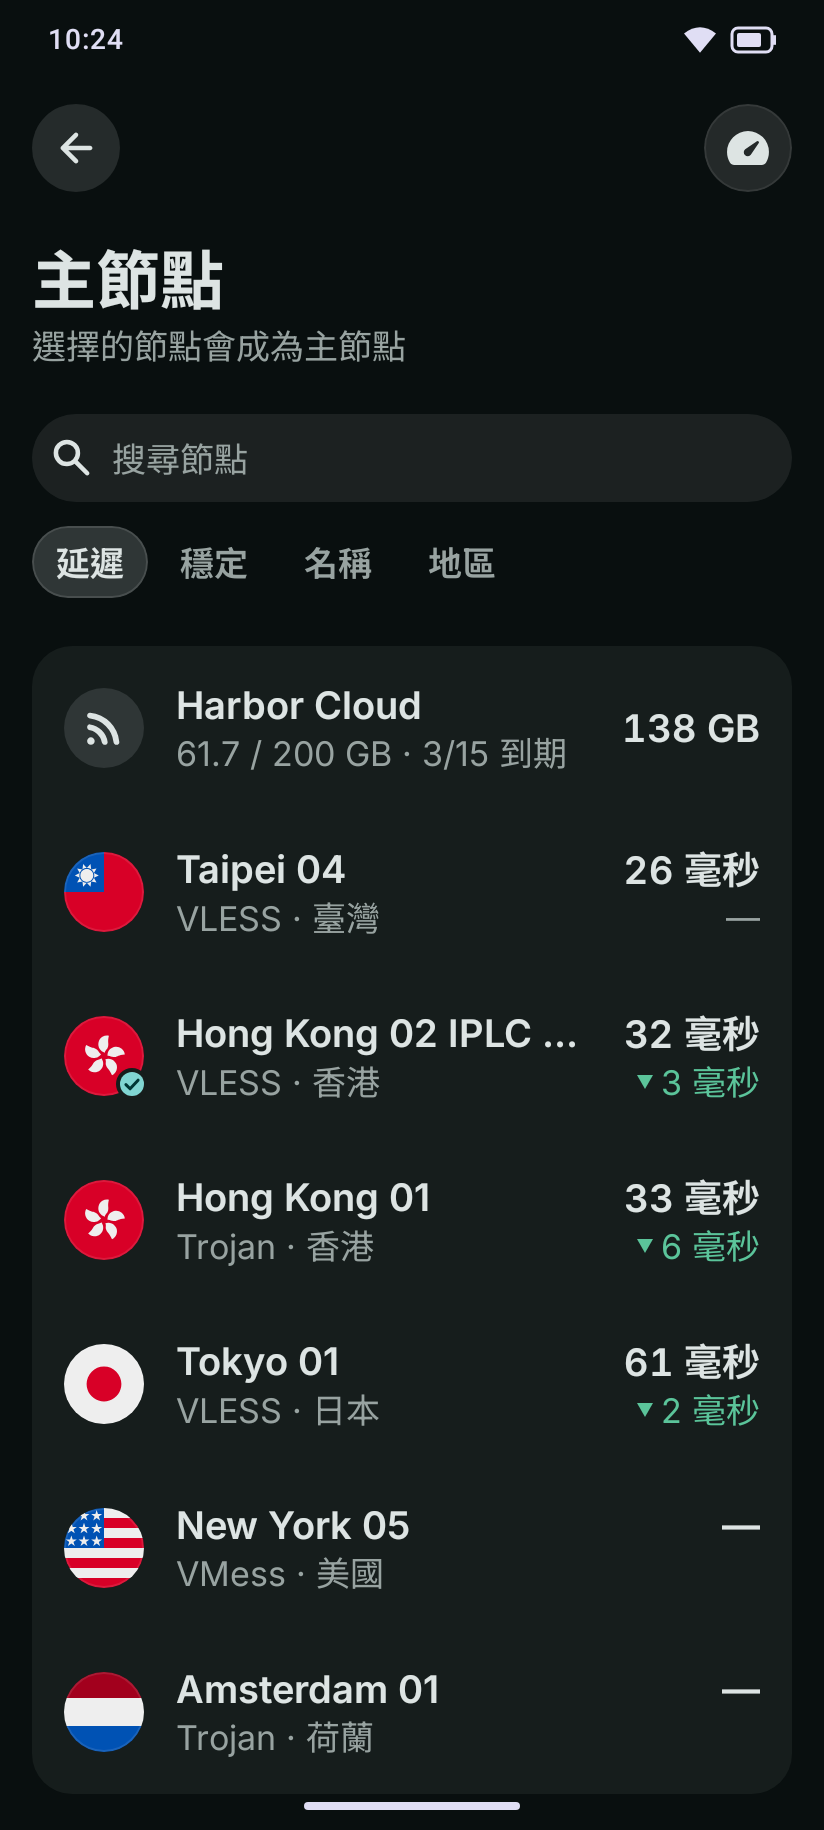 10:24
主節點
選擇的節點會成為主節點
搜尋節點
延遲 穩定 名稱 地區
Harbor Cloud
61.7 / 200 GB · 3/15 到期
138 GB
Taipei 04
26 毫秒
VLESS · 臺灣
—
Hong Kong 02 IPLC ...
32 毫秒
VLESS · 香港
▼3 毫秒
Hong Kong 01
33 毫秒
Trojan · 香港
▼6 毫秒
Tokyo 01
61 毫秒
VLESS · 日本
▼2 毫秒
New York 05
—
VMess · 美國
Amsterdam 01
—
Trojan · 荷蘭